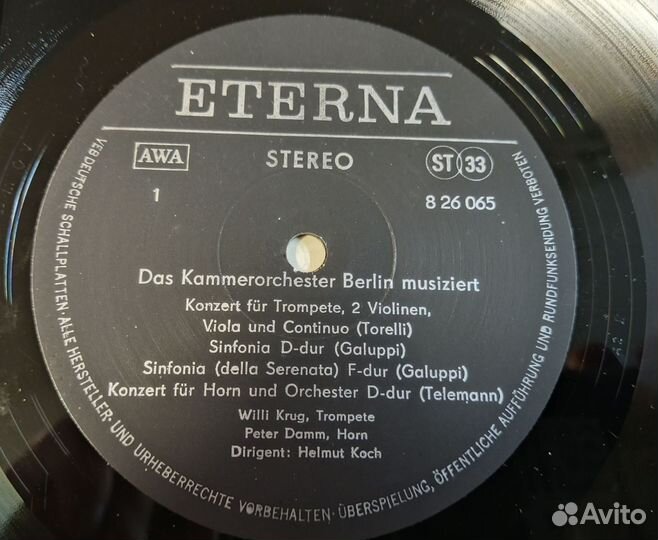 ETERNA
AWA
STEREO
ST 33
1
8 26 065
Das Kammerorchester Berlin musiziert
Konzert für Trompete, 2 Violinen,
Viola und Continuo (Torelli)
Sinfonia D-dur (Galuppi)
Sinfonia (della Serenata) F-dur (Galuppi)
Konzert für Horn und Orchester D-dur (Telemann)
Willi Krug, Trompete
Peter Damm, Horn
Dirigent: Helmut Koch
VEB DEUTSCHE SCHALLPLATTEN · ALLE HERSTELLER- UND URHEBERRECHTE VORBEHALTEN · ÜBERSPIELUNG, ÖFFENTLICHE AUFFÜHRUNG UND RUNDFUNKSENDUNG VERBOTEN
Avito